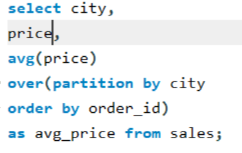 select city,
price,
avg(price)
over(partition by city
order by order_id)
as avg_price from sales;